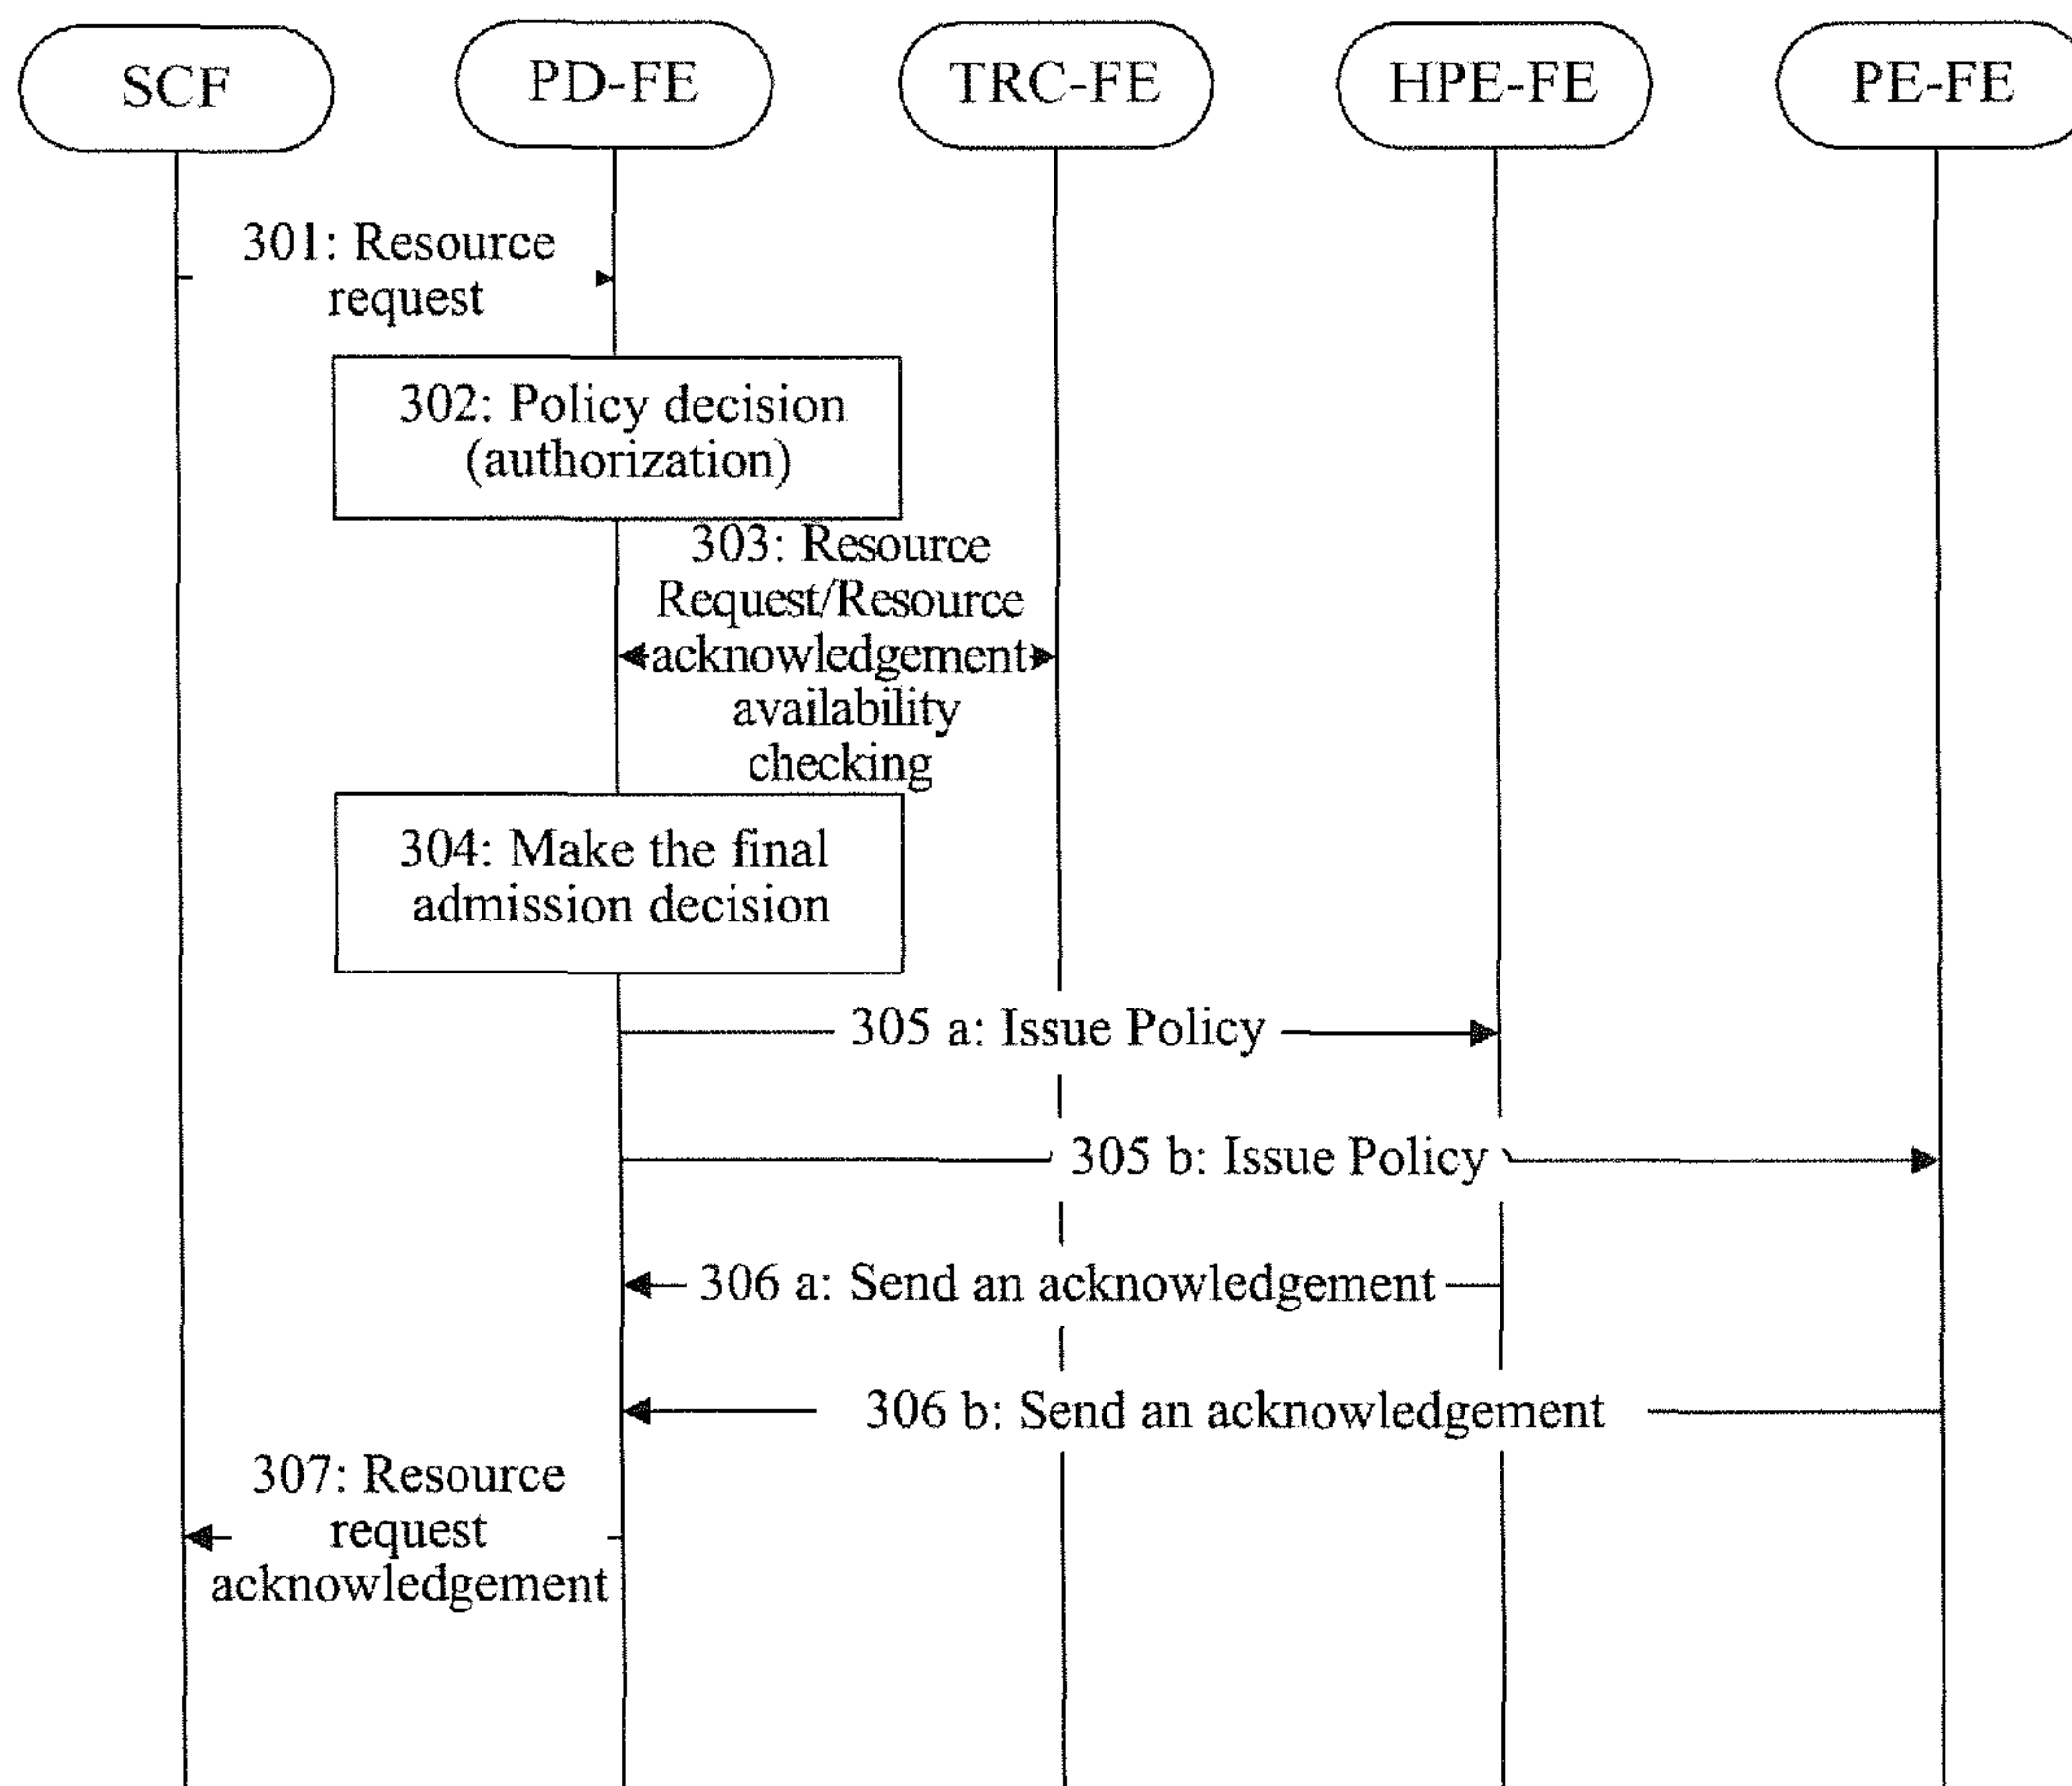 SCF
PD-FE
TRC-FE
HPE-FE
PE-FE
301: Resource
request
302: Policy decision
(authorization)
303: Resource
Request/Resource
acknowledgement
availability
checking
304: Make the final
admission decision
305 a: Issue Policy
305 b: Issue Policy
306 a: Send an acknowledgement
306 b: Send an acknowledgement
307: Resource
request
acknowledgement